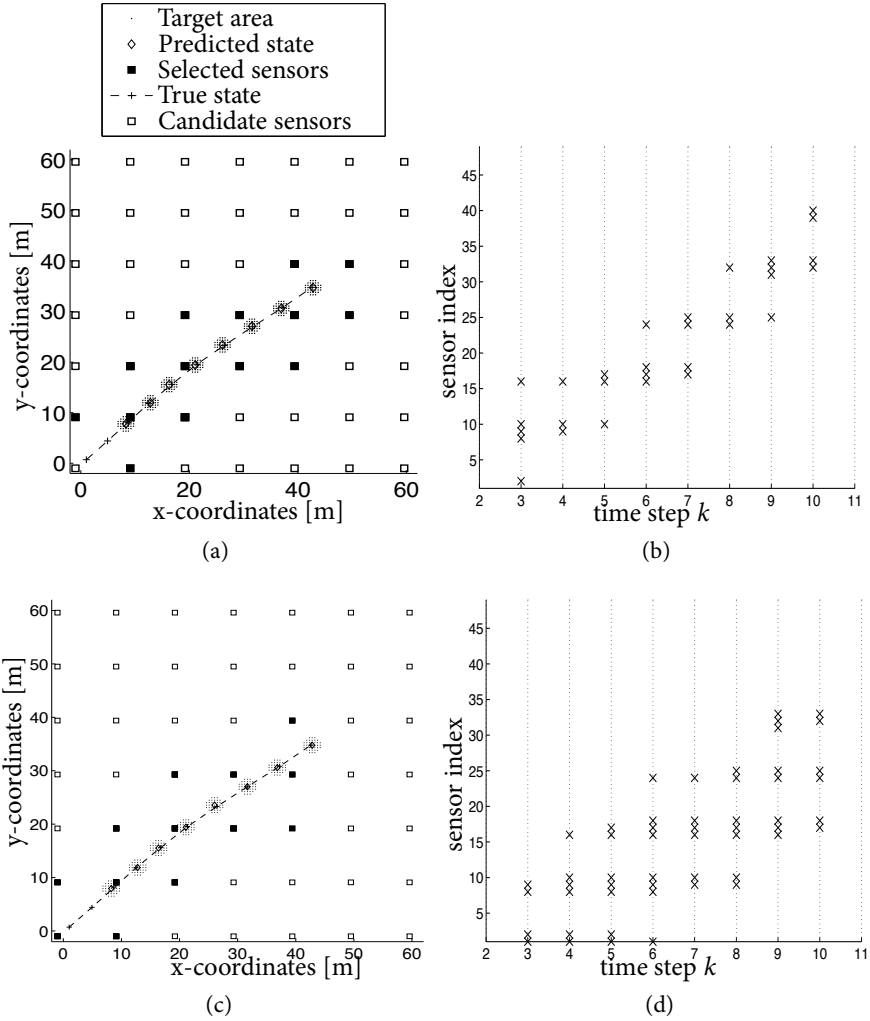 Target area
Predicted state
Selected sensors
True state
Candidate sensors
60
50
40
30
20
10
0
y-coordinates [m]
0 20 40 60
x-coordinates [m]
(a)
45
40
35
30
25
20
15
10
5
sensor index
2 3 4 5 6 7 8 9 10 11
time step k
(b)
60
50
40
30
20
10
0
y-coordinates [m]
0 10 20 30 40 50 60
x-coordinates [m]
(c)
45
40
35
30
25
20
15
10
5
sensor index
2 3 4 5 6 7 8 9 10 11
time step k
(d)